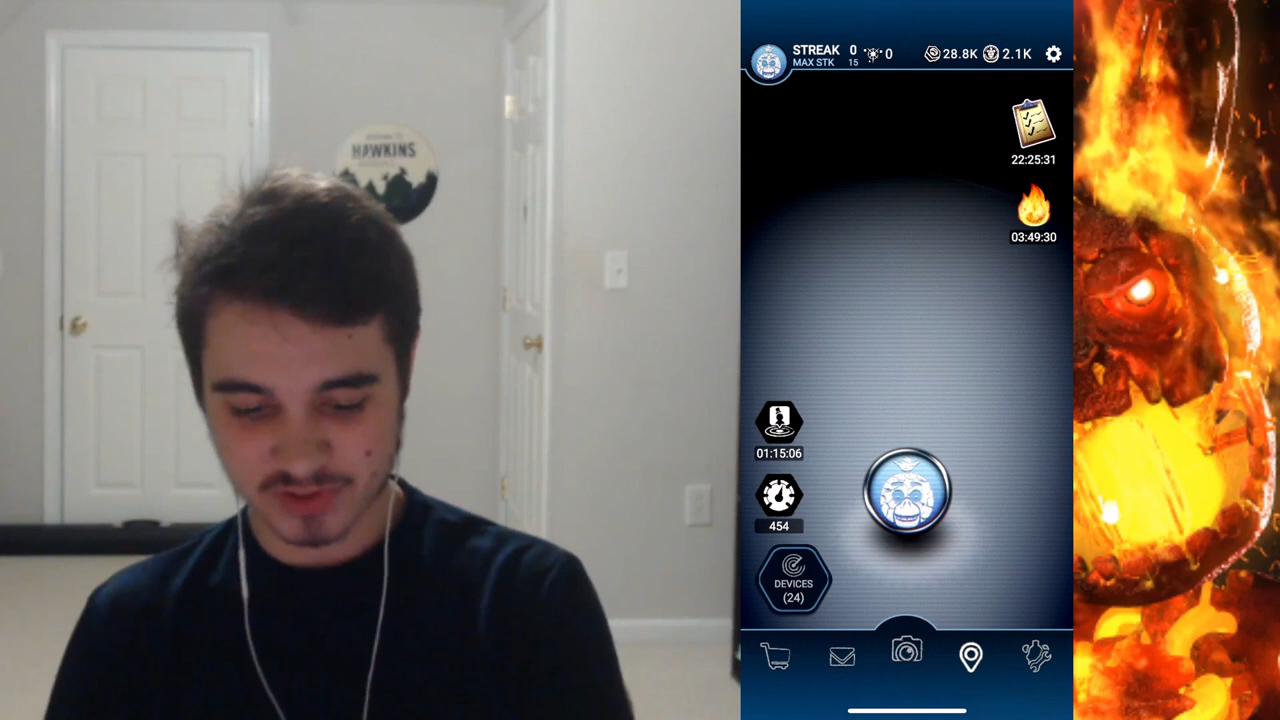 HAWKINS
STREAK 0
MAX STK 15
0
28.8K
2.1K
22:25:31
03:49:30
01:15:06
454
DEVICES
(24)